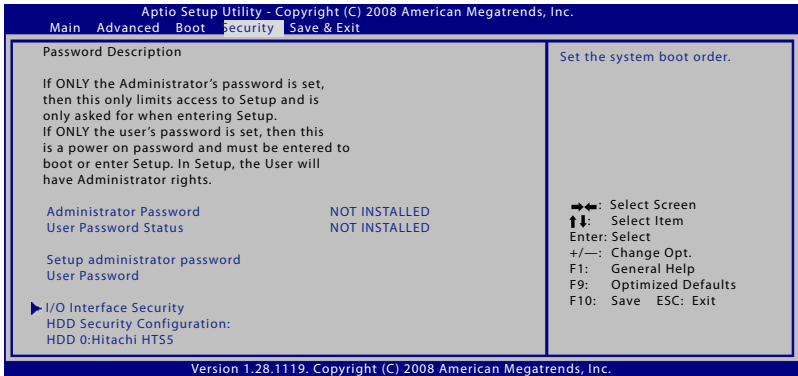 Aptio Setup Utility - Copyright (C) 2008 American Megatrends, Inc.
Main Advanced Boot Security Save & Exit
Password Description
If ONLY the Administrator's password is set,
then this only limits access to Setup and is
only asked for when entering Setup.
If ONLY the user's password is set, then this
is a power on password and must be entered to
boot or enter Setup. In Setup, the User will
have Administrator rights.
Administrator Password NOT INSTALLED
User Password Status NOT INSTALLED
Setup administrator password
User Password
I/O Interface Security
HDD Security Configuration:
HDD 0:Hitachi HTS5
Set the system boot order.
→←: Select Screen
↑↓: Select Item
Enter: Select
+/—: Change Opt.
F1: General Help
F9: Optimized Defaults
F10: Save ESC: Exit
Version 1.28.1119. Copyright (C) 2008 American Megatrends, Inc.